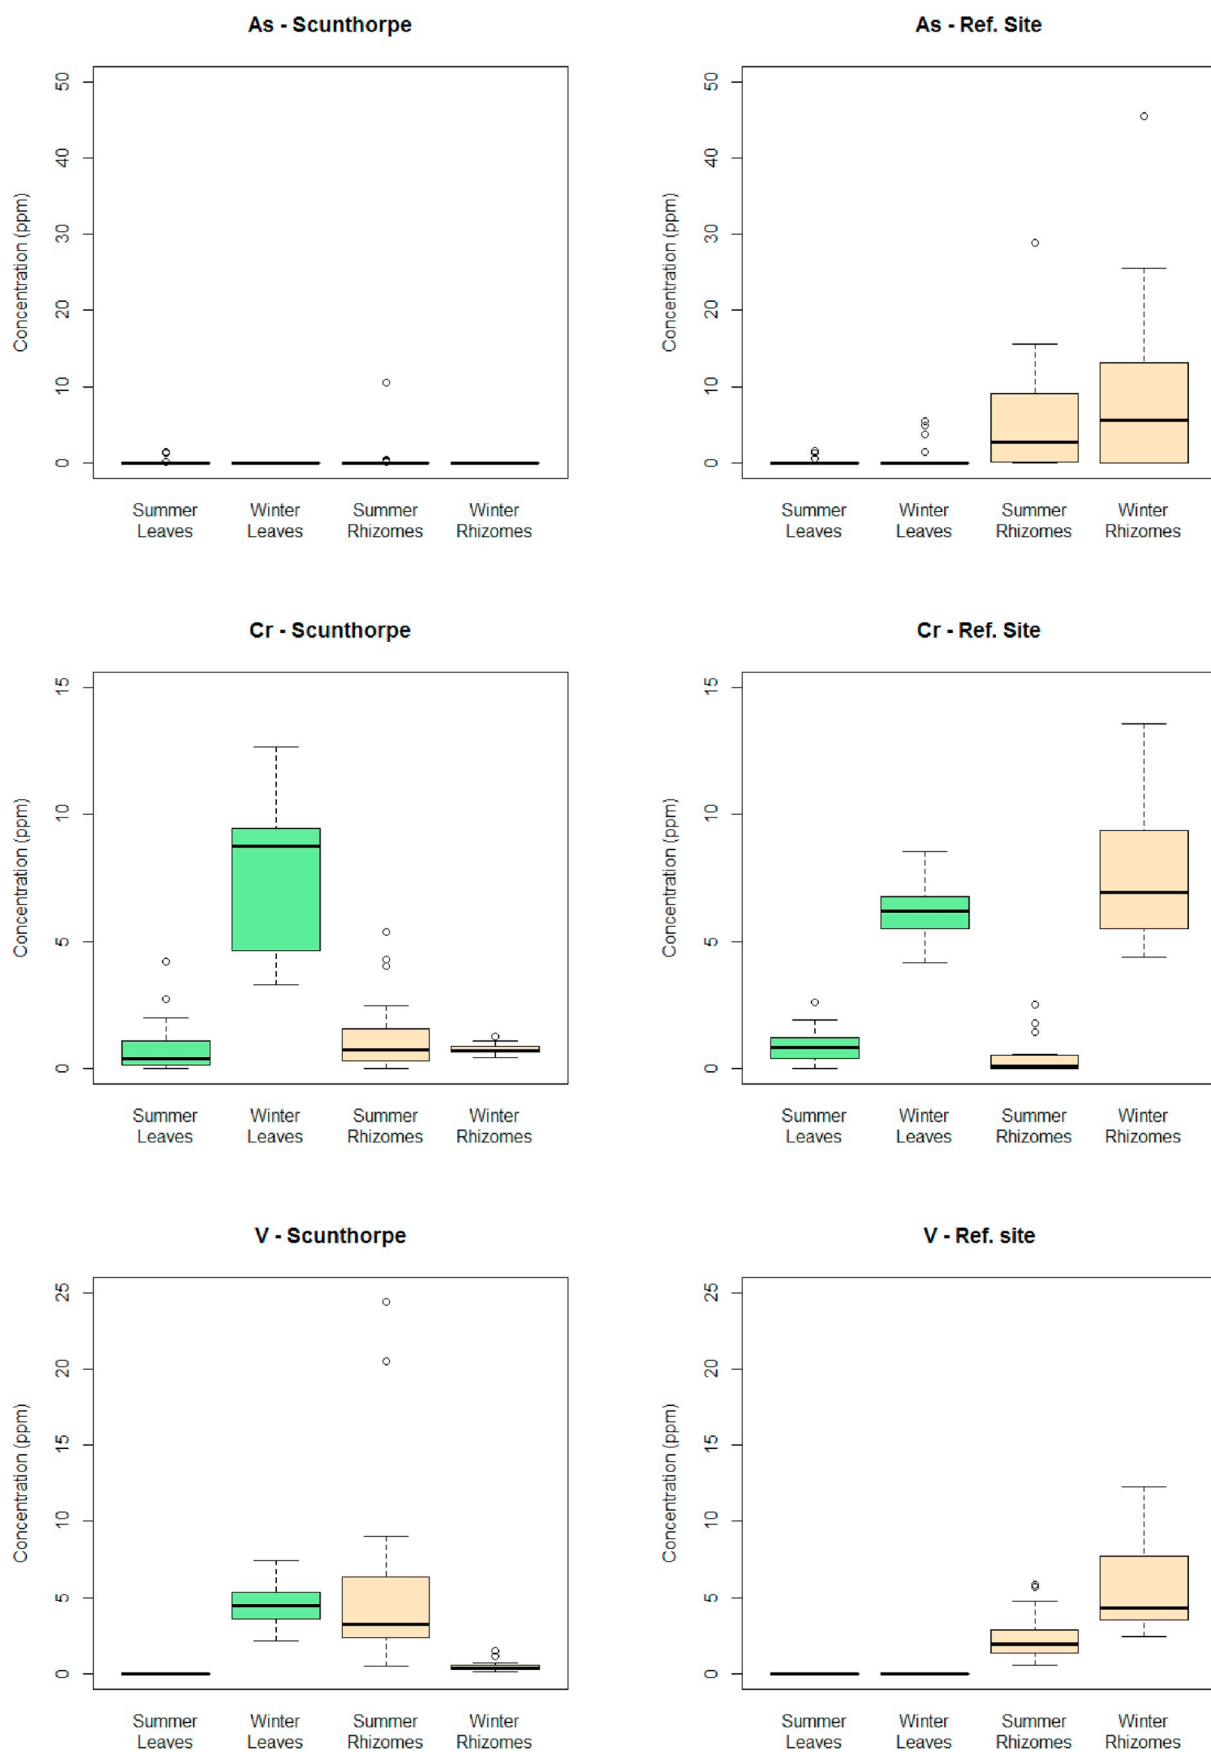 As - Scunthorpe
50
40
30
20
10
0
Concentration (ppm)
Summer Winter Summer Winter
Leaves Leaves Rhizomes Rhizomes
As - Ref. Site
50
40
30
20
10
0
Concentration (ppm)
Summer Winter Summer Winter
Leaves Leaves Rhizomes Rhizomes
Cr - Scunthorpe
15
10
5
0
Concentration (ppm)
Summer Winter Summer Winter
Leaves Leaves Rhizomes Rhizomes
Cr - Ref. Site
15
10
5
0
Concentration (ppm)
Summer Winter Summer Winter
Leaves Leaves Rhizomes Rhizomes
V - Scunthorpe
25
20
15
10
5
0
Concentration (ppm)
Summer Winter Summer Winter
Leaves Leaves Rhizomes Rhizomes
V - Ref. site
25
20
15
10
5
0
Concentration (ppm)
Summer Winter Summer Winter
Leaves Leaves Rhizomes Rhizomes